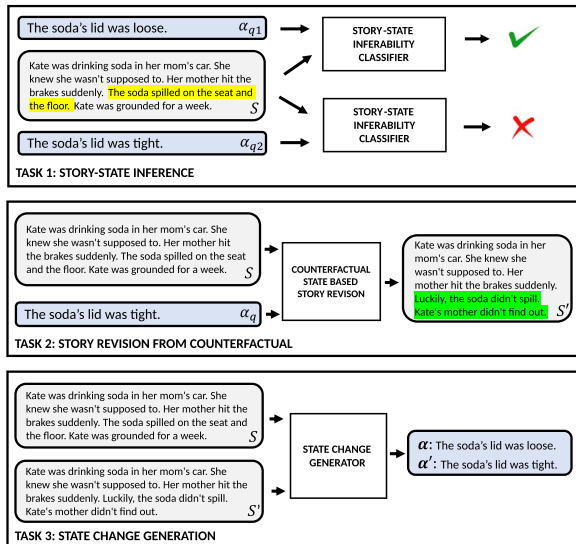 The soda's lid was loose. αq1
Kate was drinking soda in her mom's car. She
knew she wasn't supposed to. Her mother hit the
brakes suddenly. The soda spilled on the seat and
the floor. Kate was grounded for a week. S
The soda's lid was tight. αq2
STORY-STATE
INFERABILITY
CLASSIFIER
STORY-STATE
INFERABILITY
CLASSIFIER
TASK 1: STORY-STATE INFERENCE
Kate was drinking soda in her mom's car. She
knew she wasn't supposed to. Her mother hit
the brakes suddenly. The soda spilled on the seat
and the floor. Kate was grounded for a week. S
The soda's lid was tight. αq
COUNTERFACTUAL
STATE BASED
STORY REVISON
Kate was drinking soda in her
mom's car. She knew she
wasn't supposed to. Her
mother hit the brakes suddenly.
Luckily, the soda didn't spill.
Kate's mother didn't find out. S'
TASK 2: STORY REVISION FROM COUNTERFACTUAL
Kate was drinking soda in her mom's car. She
knew she wasn't supposed to. Her mother hit the
brakes suddenly. The soda spilled on the seat and
the floor. Kate was grounded for a week. S
Kate was drinking soda in her mom's car. She
knew she wasn't supposed to. Her mother hit the
brakes suddenly. Luckily, the soda didn't spill.
Kate's mother didn't find out. S'
STATE CHANGE
GENERATOR
α: The soda's lid was loose.
α': The soda's lid was tight.
TASK 3: STATE CHANGE GENERATION